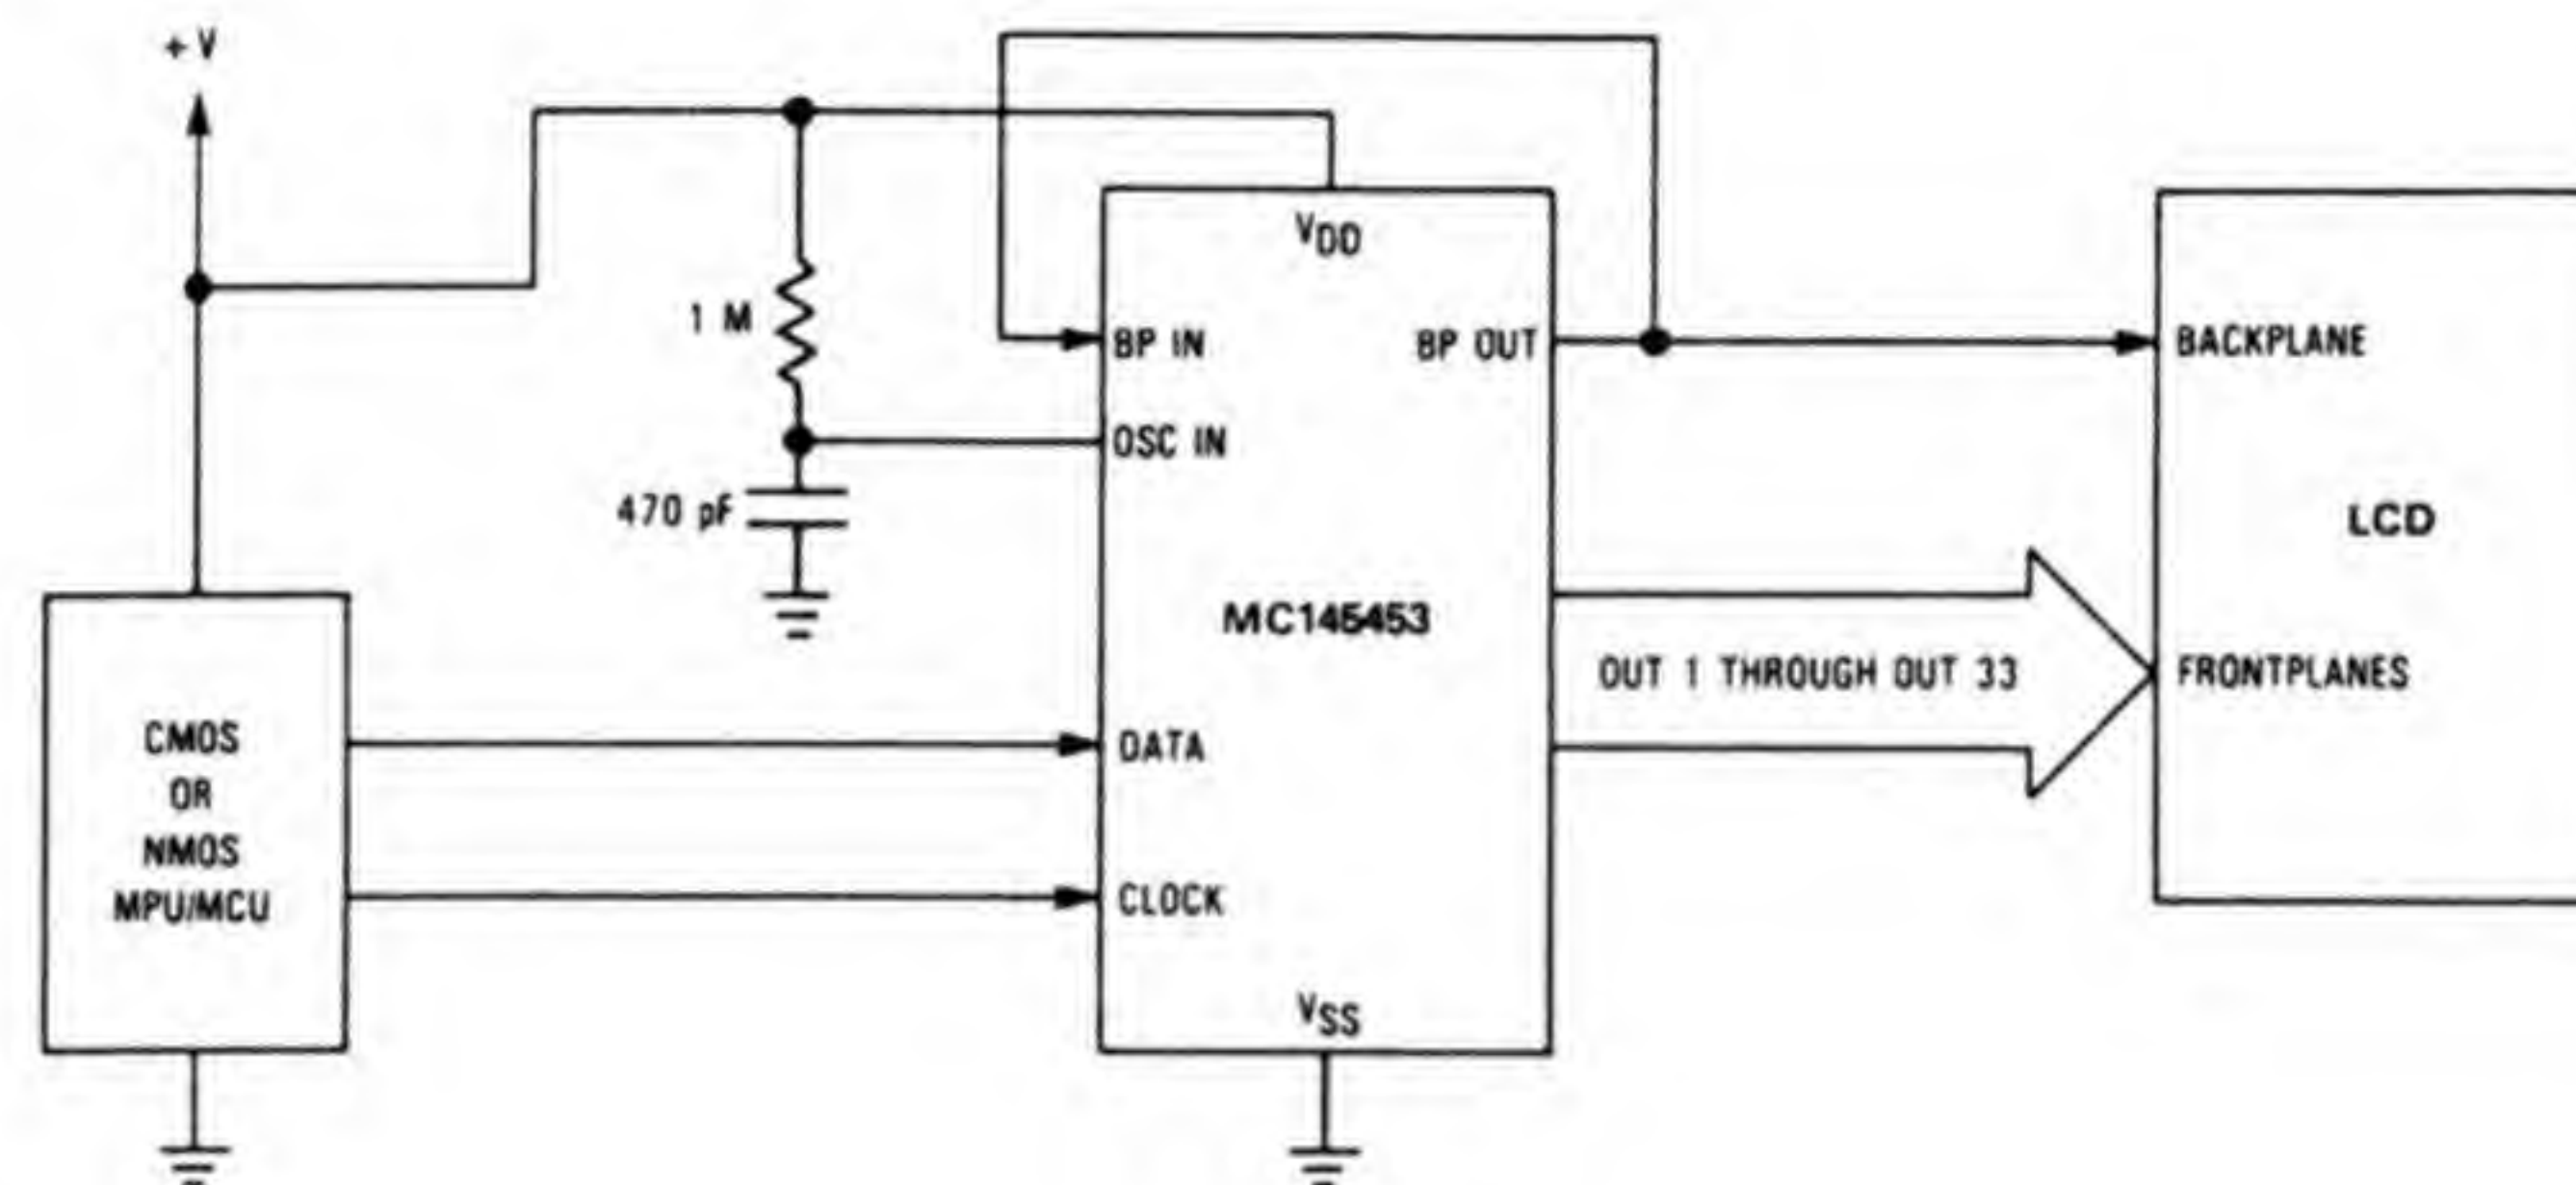 + V
VDD
1 M
BP IN
BP OUT
BACKPLANE
OSC IN
470 pF
LCD
MC145453
OUT 1 THROUGH OUT 33
FRONTPLANES
CMOS
OR
NMOS
MPU/MCU
DATA
CLOCK
VSS